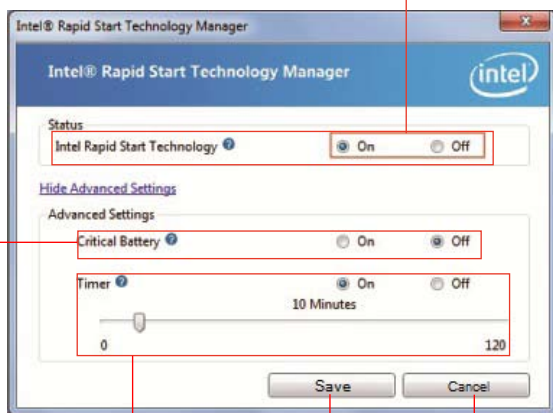 Intel® Rapid Start Technology Manager
Intel® Rapid Start Technology Manager
intel
Status
Intel Rapid Start Technology On Off
Hide Advanced Settings
Advanced Settings
Critical Battery On Off
Timer On Off
10 Minutes
0 120
Save Cancel